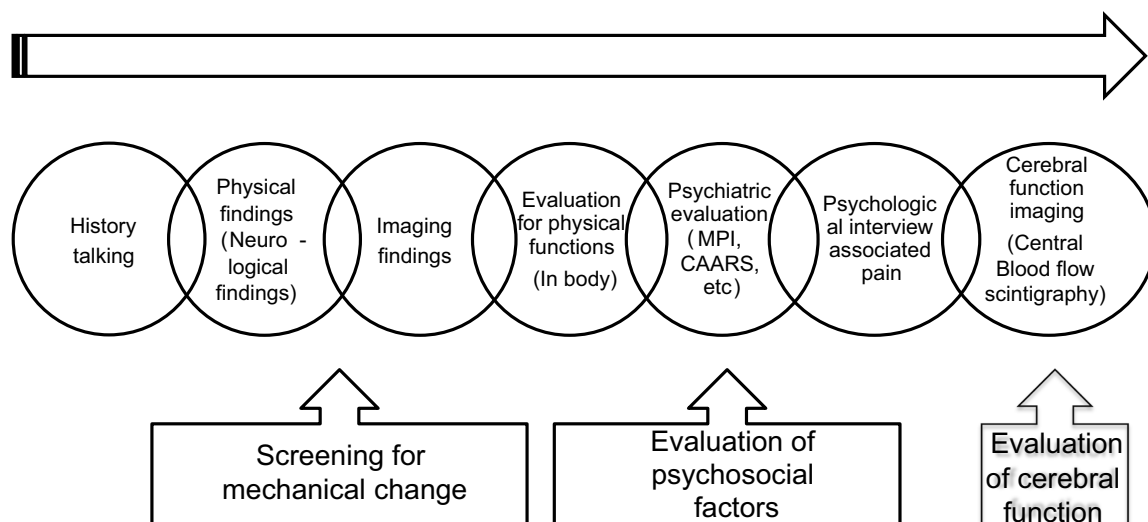 History
talking
Physical
findings
(Neuro -
logical
findings)
Imaging
findings
Evaluation
for physical
functions
(In body)
Psychiatric
evaluation
(MPI,
CAARS,
etc)
Psychologic
al interview
associated
pain
Cerebral
function
imaging
(Central
Blood flow
scintigraphy)
Screening for
mechanical change
Evaluation of
psychosocial
factors
Evaluation
of cerebral
function